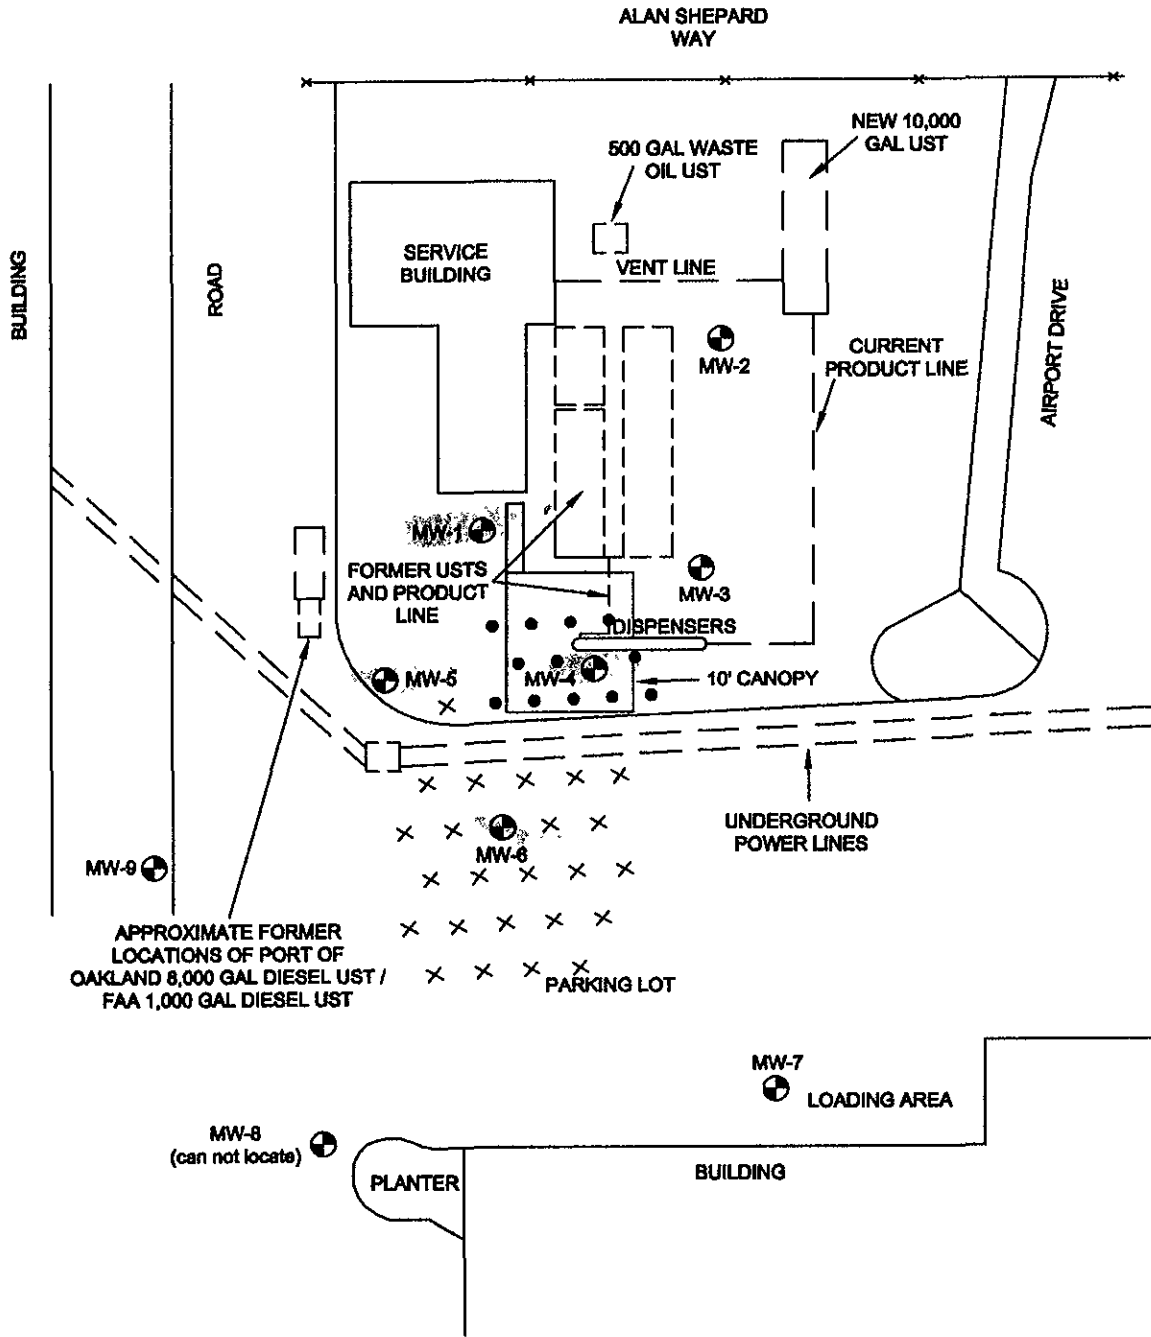 ALAN SHEPARD
WAY
NEW 10,000
GAL UST
500 GAL WASTE
OIL UST
SERVICE
BUILDING
VENT LINE
BUILDING
ROAD
MW-2
CURRENT
PRODUCT LINE
AIRPORT DRIVE
MW-1
FORMER USTS
AND PRODUCT
LINE
MW-3
DISPENSERS
MW-5
MW-4
10' CANOPY
UNDERGROUND
POWER LINES
MW-6
MW-9
APPROXIMATE FORMER
LOCATIONS OF PORT OF
OAKLAND 8,000 GAL DIESEL UST /
FAA 1,000 GAL DIESEL UST
PARKING LOT
MW-7
LOADING AREA
MW-8
(can not locate)
PLANTER
BUILDING